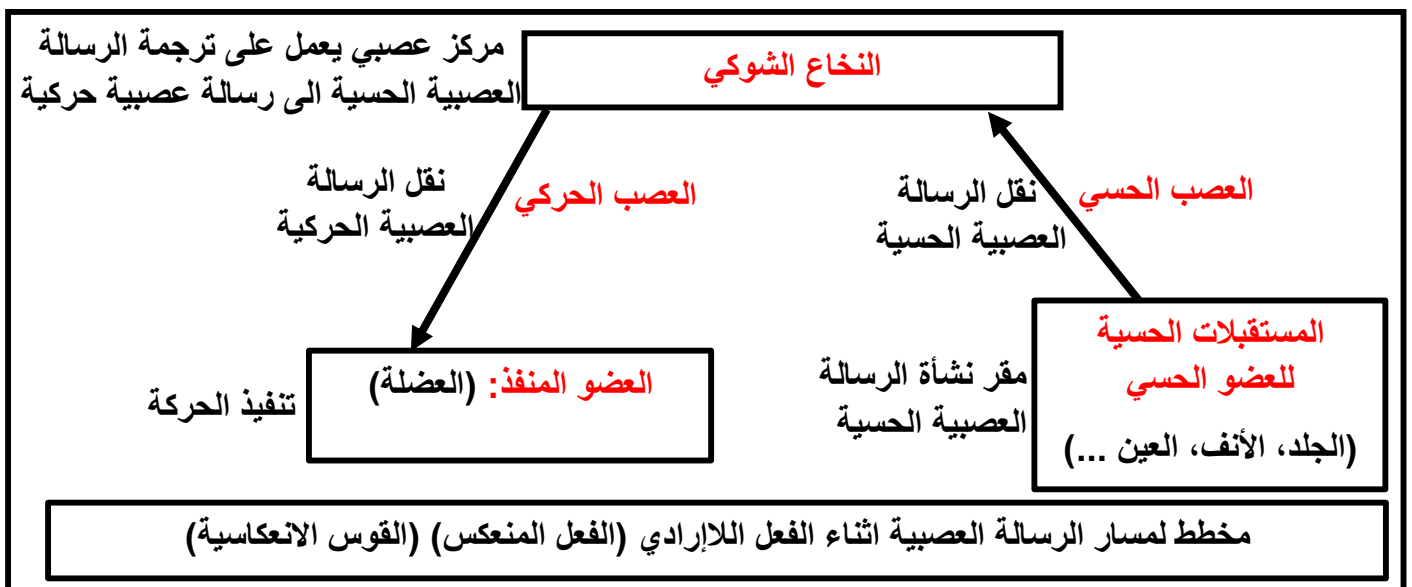 النخاع الشوكي
مركز عصبي يعمل على ترجمة الرسالة
العصبية الحسية الى رسالة عصبية حركية
العصب الحسي
نقل الرسالة
العصبية الحسية
العصب الحركي
نقل الرسالة
العصبية الحركية
المستقبلات الحسية
للعضو الحسي
(الجلد، الأنف، العين ...)
مقر نشأة الرسالة
العصبية الحسية
العضو المنفذ: (العضلة)
تنفيذ الحركة
مخطط لمسار الرسالة العصبية اثناء الفعل اللاإرادي (الفعل المنعكس) (القوس الانعكاسية)